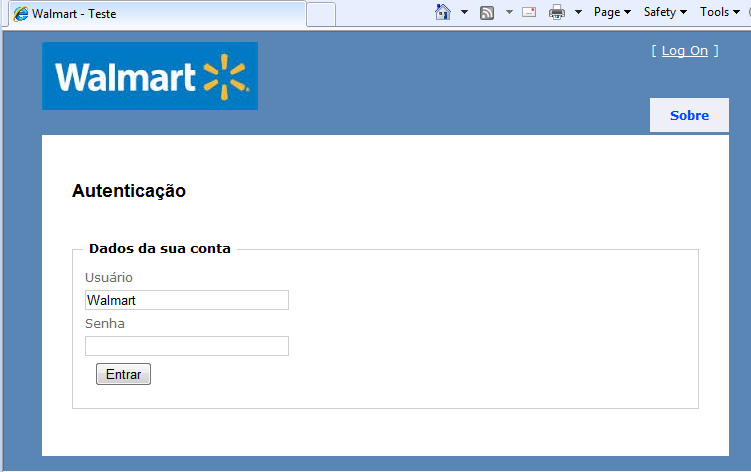 Walmart - Teste
Page Safety Tools
Walmart
[ Log On ]
Sobre
Autenticação
Dados da sua conta
Usuário
Walmart
Senha
Entrar